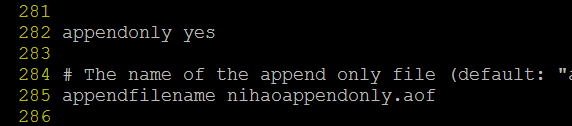 281
282 appendonly yes
283
284 # The name of the append only file (default: "a
285 appendfilename nihaoappendonly.aof
286